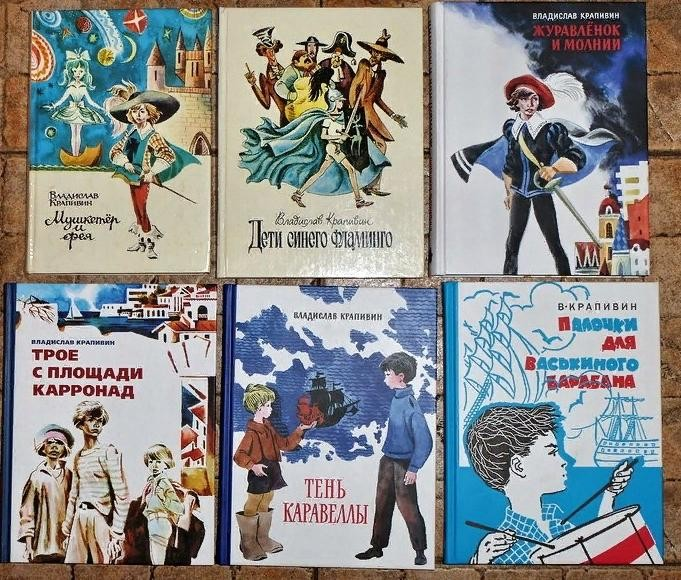 Владислав
Крапивин
Мушкетёр
и
фея
Владислав Крапивин
Дети синего фламинго
ВЛАДИСЛАВ КРАПИВИН
ЖУРАВЛЁНОК
И МОЛНИИ
ВЛАДИСЛАВ КРАПИВИН
ТРОЕ
С ПЛОЩАДИ
КАРРОНАД
ВЛАДИСЛАВ КРАПИВИН
ТЕНЬ
КАРАВЕЛЛЫ
В·КРАПИВИН
ПАЛОЧКИ
ДЛЯ
ВАСЬКИНОГО
БАРАБАНА